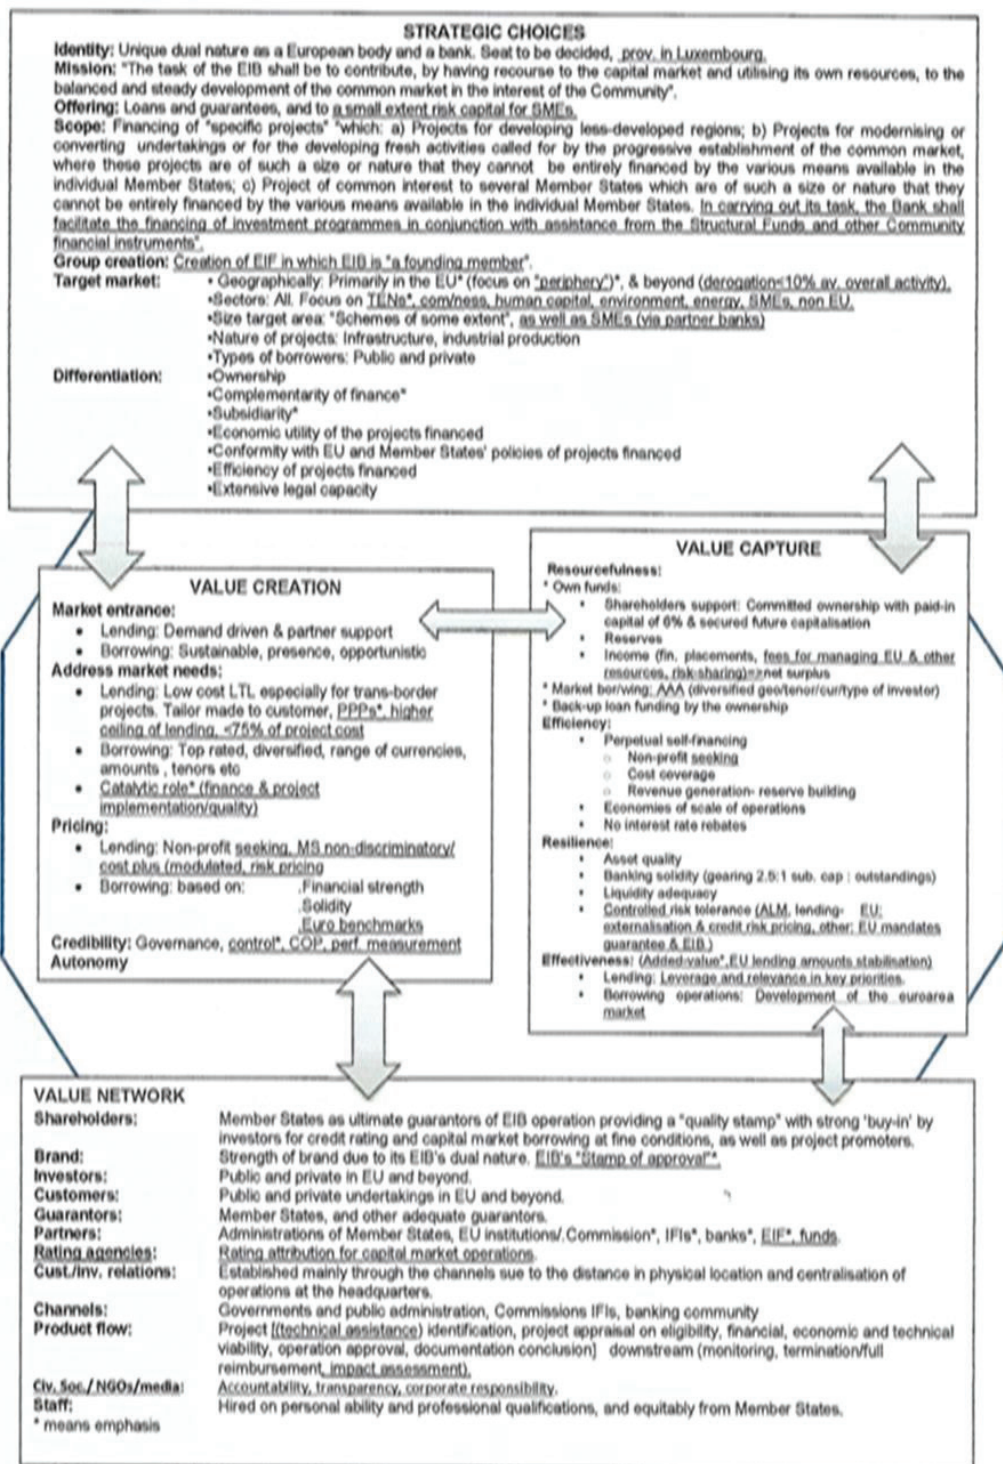 STRATEGIC CHOICES
Identity: Unique dual nature as a European body and a bank. Seat to be decided, prov. in Luxembourg.
Mission: "The task of the EIB shall be to contribute, by having recourse to the capital market and utilising its own resources, to the
balanced and steady development of the common market in the interest of the Community".
Offering: Loans and guarantees, and to a small extent risk capital for SMEs.
Scope: Financing of "specific projects" "which: a) Projects for developing less-developed regions; b) Projects for modernising or
converting undertakings or for the developing fresh activities called for by the progressive establishment of the common market,
where these projects are of such a size or nature that they cannot be entirely financed by the various means available in the
individual Member States; c) Project of common interest to several Member States which are of such a size or nature that they
cannot be entirely financed by the various means available in the individual Member States. In carrying out its task, the Bank shall
facilitate the financing of investment programmes in conjunction with assistance from the Structural Funds and other Community
financial instruments".
Group creation: Creation of EIF in which EIB is "a founding member".
Target market: • Geographically: Primarily in the EU* (focus on "periphery")*, & beyond (derogation<10% av. overall activity).
•Sectors: All. Focus on TENs*, com/ness, human capital, environment, energy, SMEs, non EU.
•Size target area: "Schemes of some extent", as well as SMEs (via partner banks)
•Nature of projects: Infrastructure, industrial production
•Types of borrowers: Public and private
Differentiation: •Ownership
•Complementarity of finance*
•Subsidiarity*
•Economic utility of the projects financed
•Conformity with EU and Member States' policies of projects financed
•Efficiency of projects financed
•Extensive legal capacity
VALUE CREATION
Market entrance:
• Lending: Demand driven & partner support
• Borrowing: Sustainable, presence, opportunistic
Address market needs:
• Lending: Low cost LTL especially for trans-border
projects. Tailor made to customer, PPPs*, higher
ceiling of lending, <75% of project cost
• Borrowing: Top rated, diversified, range of currencies,
amounts , tenors etc
• Catalytic role* (finance & project
implementation/quality)
Pricing:
• Lending: Non-profit seeking, MS non-discriminatory/
cost plus (modulated, risk pricing
• Borrowing: based on: .Financial strength
.Solidity
.Euro benchmarks
Credibility: Governance, control*, COP, perf. measurement
Autonomy
VALUE CAPTURE
Resourcefulness:
* Own funds:
• Shareholders support: Committed ownership with paid-in
capital of 6% & secured future capitalisation
• Reserves
• Income (fin. placements, fees for managing EU & other
resources, risk-sharing)=>net surplus
* Market bor/wing: AAA (diversified geo/tenor/cur/type of investor)
* Back-up loan funding by the ownership
Efficiency:
• Perpetual self-financing
○ Non-profit seeking
○ Cost coverage
○ Revenue generation- reserve building
• Economies of scale of operations
• No interest rate rebates
Resilience:
• Asset quality
• Banking solidity (gearing 2.5:1 sub. cap : outstandings)
• Liquidity adequacy
• Controlled risk tolerance (ALM, lending- EU:
externalisation & credit risk pricing, other: EU mandates
guarantee & EIB )
Effectiveness: (Added value*,EU lending amounts stabilisation)
• Lending: Leverage and relevance in key priorities.
• Borrowing operations: Development of the euroarea
market
VALUE NETWORK
Shareholders: Member States as ultimate guarantors of EIB operation providing a "quality stamp" with strong 'buy-in' by
investors for credit rating and capital market borrowing at fine conditions, as well as project promoters.
Brand: Strength of brand due to its EIB's dual nature. EIB's "Stamp of approval"*.
Investors: Public and private in EU and beyond.
Customers: Public and private undertakings in EU and beyond.
Guarantors: Member States, and other adequate guarantors.
Partners: Administrations of Member States, EU institutions/.Commission*, IFIs*, banks*, EIF*, funds.
Rating agencies: Rating attribution for capital market operations.
Cust./Inv. relations: Established mainly through the channels sue to the distance in physical location and centralisation of
operations at the headquarters.
Channels: Governments and public administration, Commissions IFIs, banking community
Product flow: Project [(technical assistance) identification, project appraisal on eligibility, financial, economic and technical
viability, operation approval, documentation conclusion] downstream (monitoring, termination/full
reimbursement, impact assessment).
Civ. Soc./ NGOs/media: Accountability, transparency, corporate responsibility.
Staff: Hired on personal ability and professional qualifications, and equitably from Member States.
* means emphasis